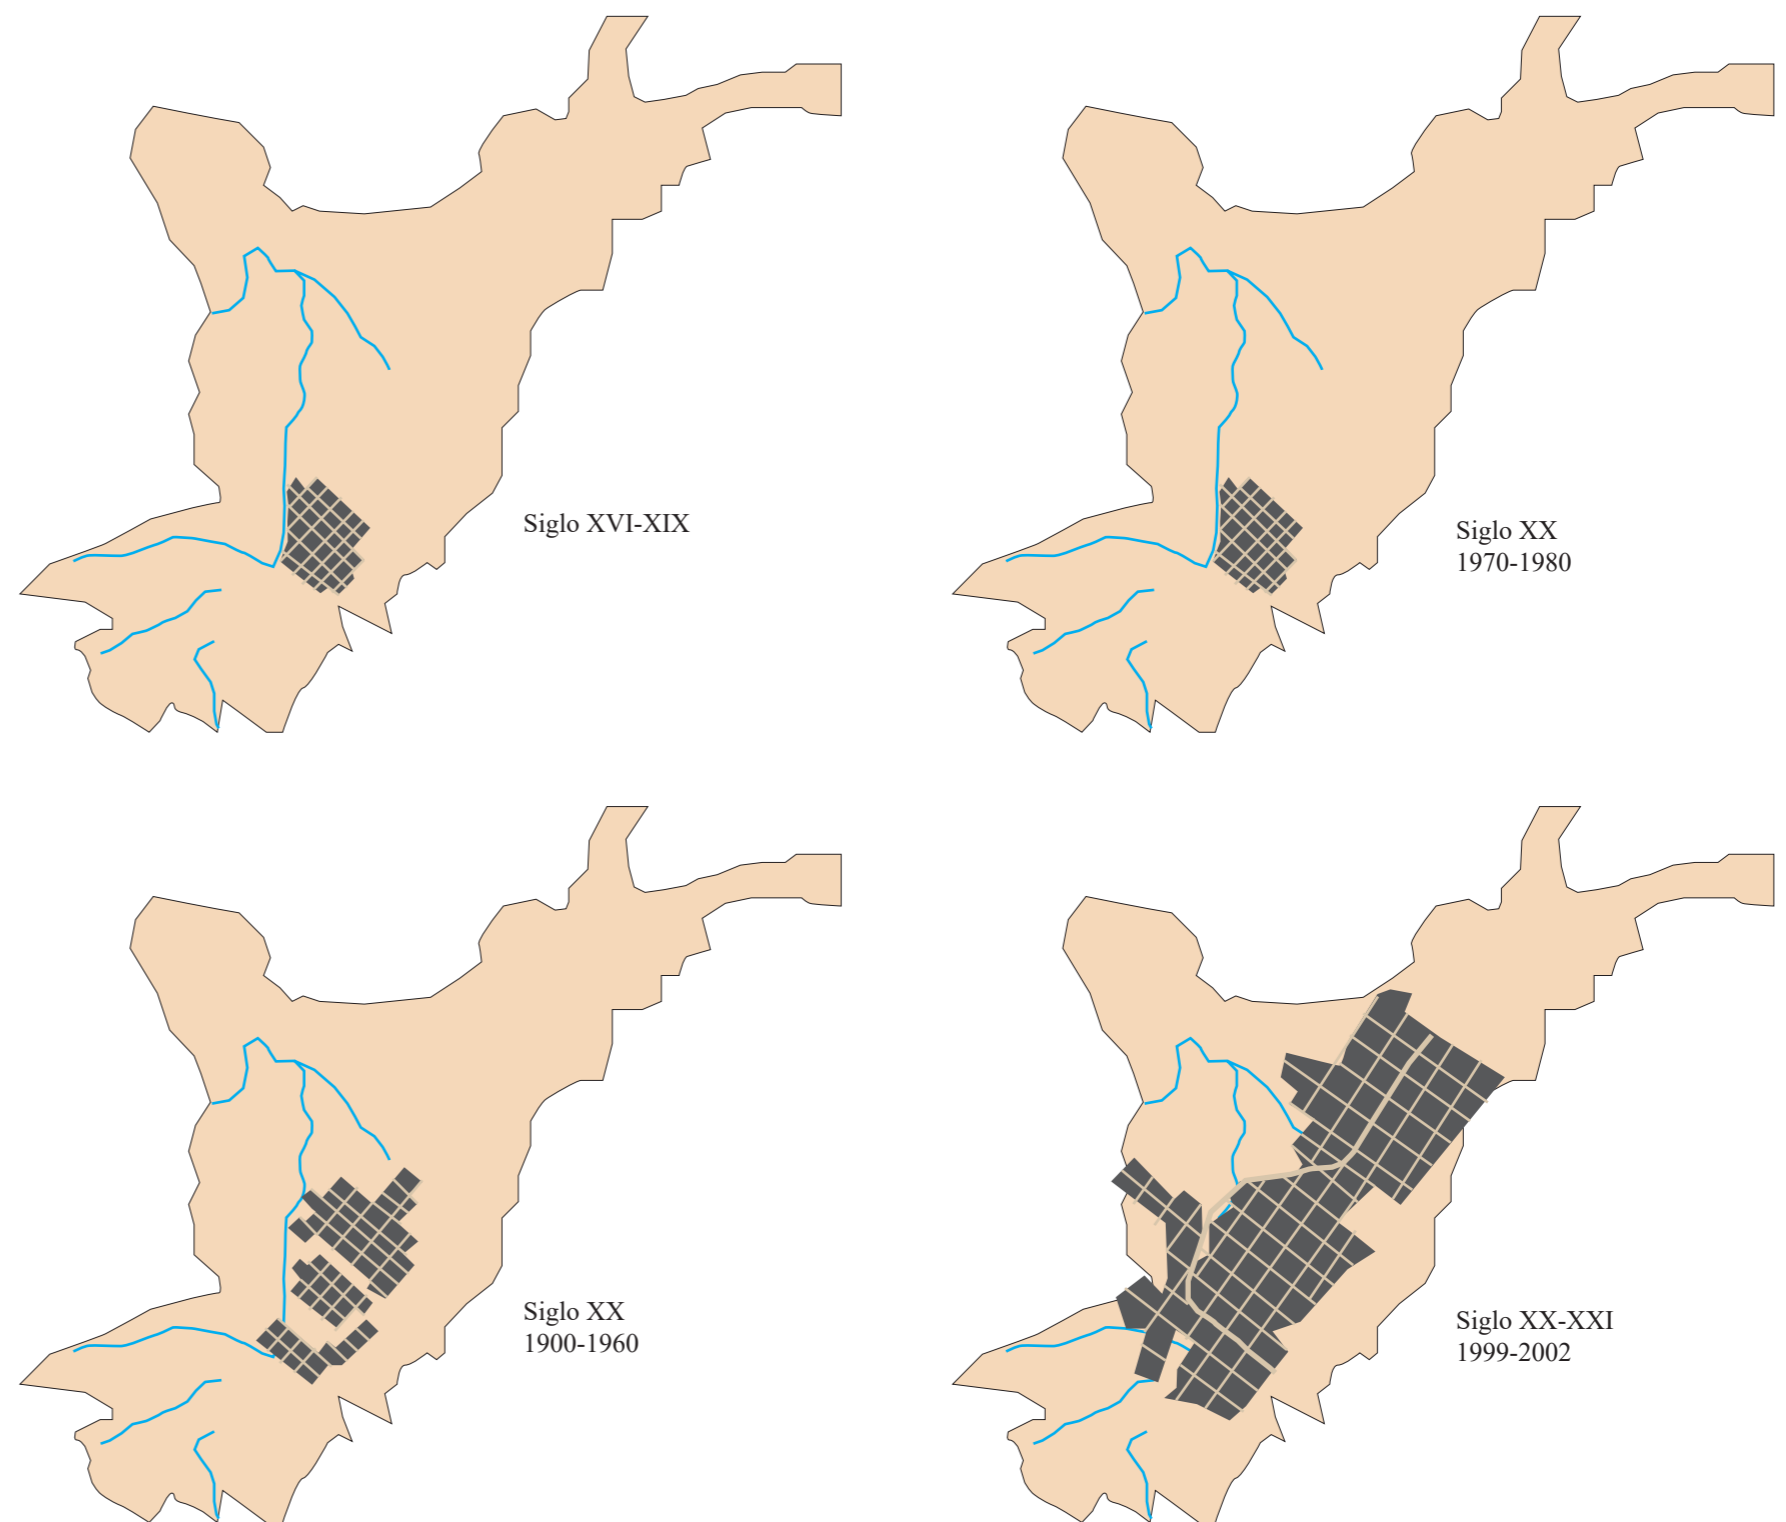 Siglo XVI-XIX
Siglo XX
1970-1980
Siglo XX
1900-1960
Siglo XX-XXI
1999-2002